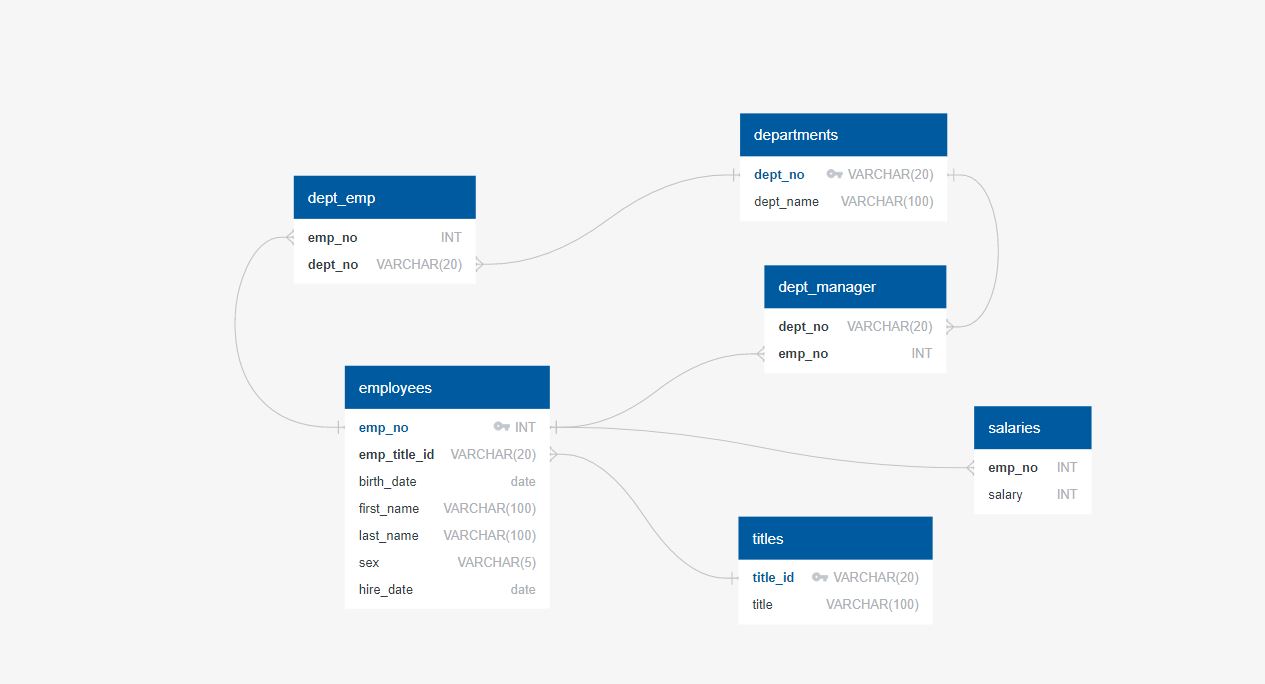 departments
dept_no VARCHAR(20)
dept_name VARCHAR(100)
dept_emp
emp_no INT
dept_no VARCHAR(20)
dept_manager
dept_no VARCHAR(20)
emp_no INT
employees
emp_no INT
emp_title_id VARCHAR(20)
birth_date date
first_name VARCHAR(100)
last_name VARCHAR(100)
sex VARCHAR(5)
hire_date date
salaries
emp_no INT
salary INT
titles
title_id VARCHAR(20)
title VARCHAR(100)